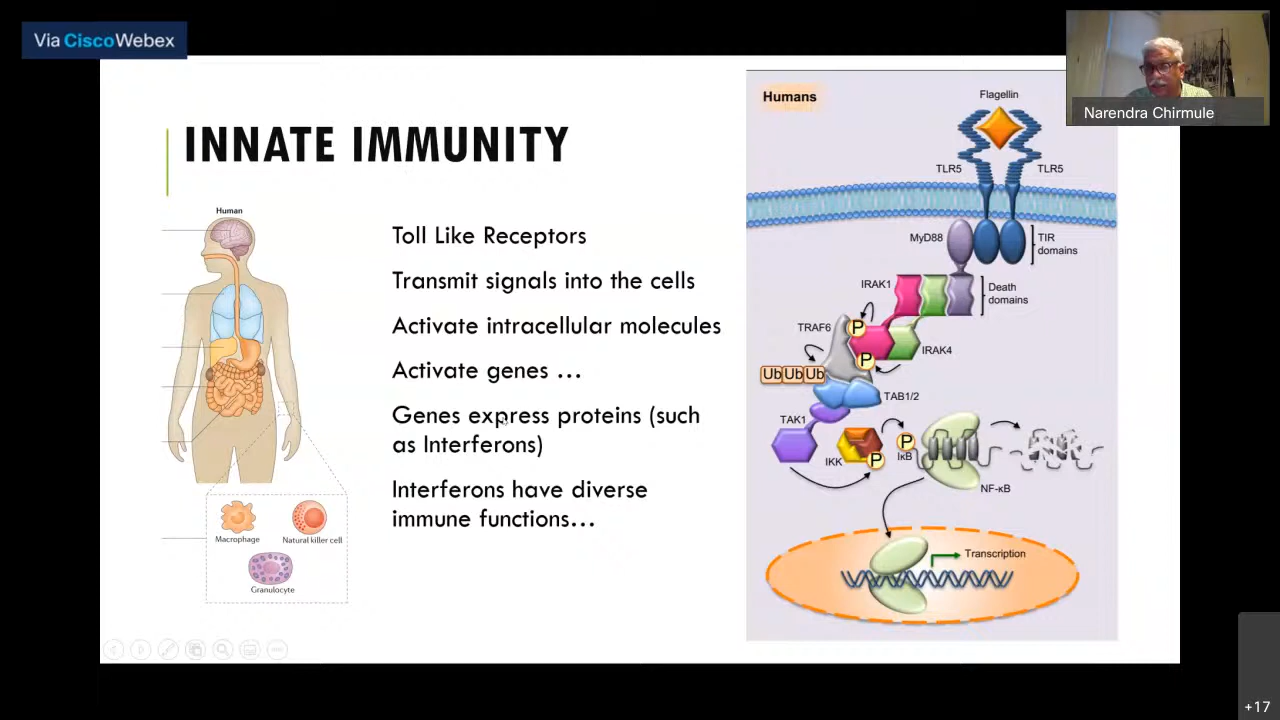 Via CiscoWebex
Narendra Chirmule
INNATE IMMUNITY
Human
Macrophage
Natural killer cell
Granulocyte
Toll Like Receptors
Transmit signals into the cells
Activate intracellular molecules
Activate genes …
Genes express proteins (such
as Interferons)
Interferons have diverse
immune functions…
Humans
Flagellin
TLR5
TLR5
MyD88
TIR
domains
IRAK1
Death
domains
TRAF6
P
P
IRAK4
Ub Ub Ub
TAB1/2
TAK1
IKK
P
P
IκB
NF-κB
Transcription
+17